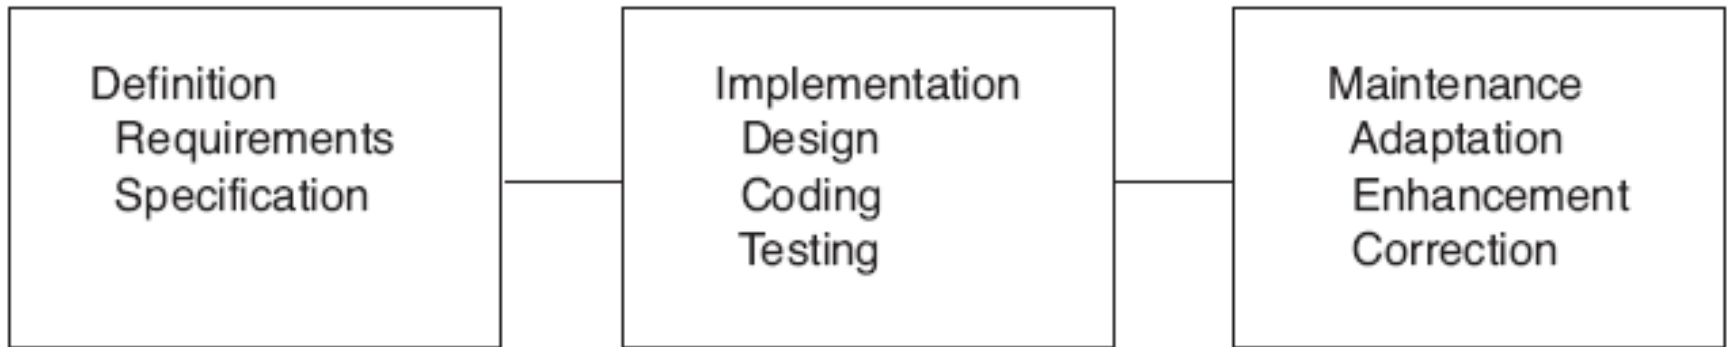 Definition
Requirements
Specification
Implementation
Design
Coding
Testing
Maintenance
Adaptation
Enhancement
Correction